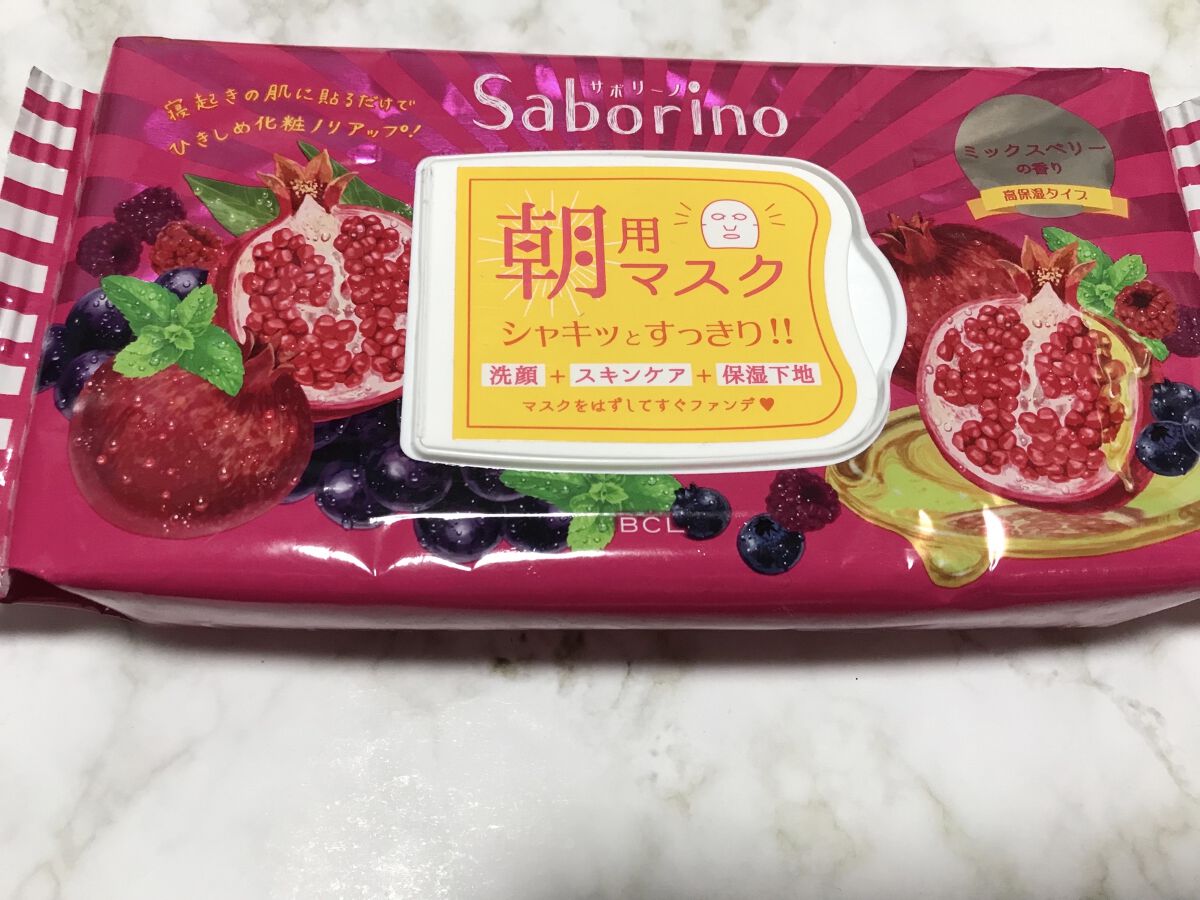 寝起きの肌に貼るだけで
ひきしめ化粧ノリアップ!
サボリーノ
Saborino
ミックスベリー
の香り
高保湿タイプ
朝用マスク
シャキッとすっきり!!
洗顔+スキンケア+保湿下地
マスクをはずしてすぐファンデ♥
BCL